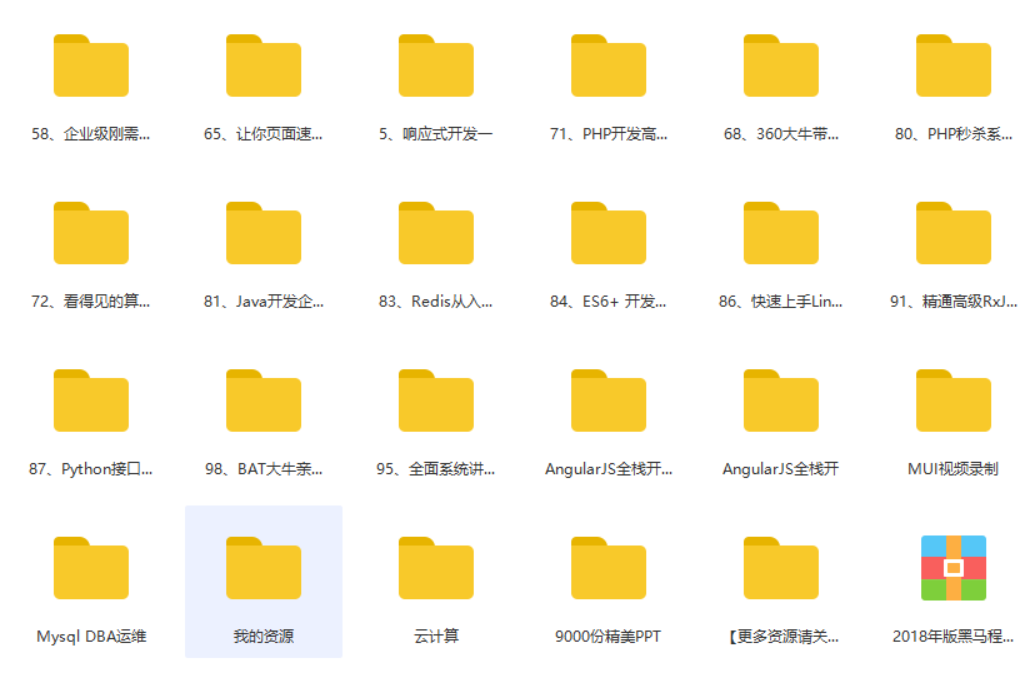 58、企业级刚需...
65、让你页面速...
5、响应式开发一
71、PHP开发高...
68、360大牛带...
80、PHP秒杀系...
72、看得见的算...
81、Java开发企...
83、Redis从入...
84、ES6+ 开发...
86、快速上手Lin...
91、精通高级RxJ...
87、Python接口...
98、BAT大牛亲...
95、全面系统讲...
AngularJS全栈开...
AngularJS全栈开
MUI视频录制
Mysql DBA运维
我的资源
云计算
9000份精美PPT
【更多资源请关...
2018年版黑马程...